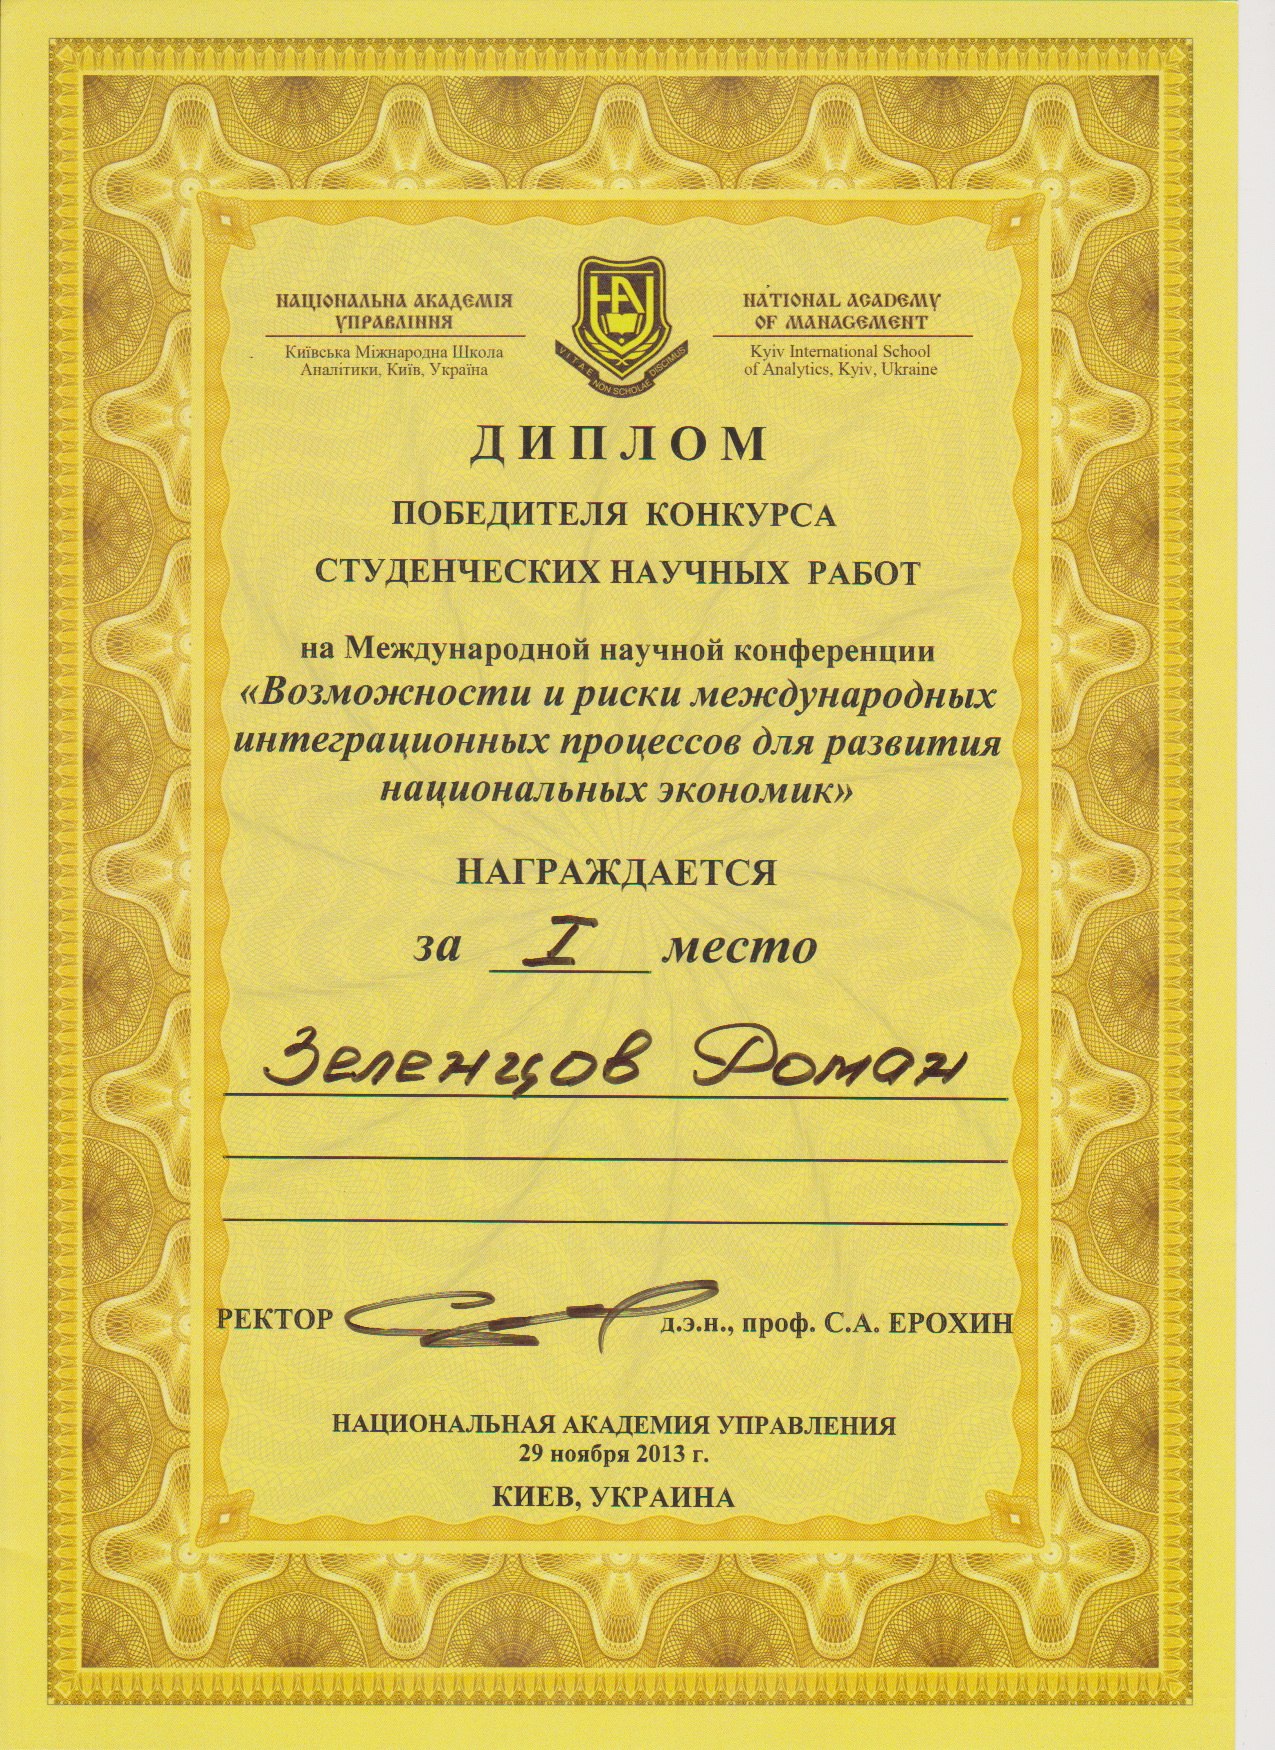 НАЦІОНАЛЬНА АКАДЕМІЯ
УПРАВЛІННЯ
Київська Міжнародна Школа
Аналітики, Київ, Україна
NATIONAL ACADEMY
OF MANAGEMENT
Kyiv International School
of Analytics, Kyiv, Ukraine
НАУ
VITAE NON SCHOLAE DISCIMUS
ДИПЛОМ
ПОБЕДИТЕЛЯ КОНКУРСА
СТУДЕНЧЕСКИХ НАУЧНЫХ РАБОТ
на Международной научной конференции
«Возможности и риски международных
интеграционных процессов для развития
национальных экономик»
НАГРАЖДАЕТСЯ
за I место
Зеленцов Роман
РЕКТОР д.э.н., проф. С.А. ЕРОХИН
НАЦИОНАЛЬНАЯ АКАДЕМИЯ УПРАВЛЕНИЯ
29 ноября 2013 г.
КИЕВ, УКРАИНА